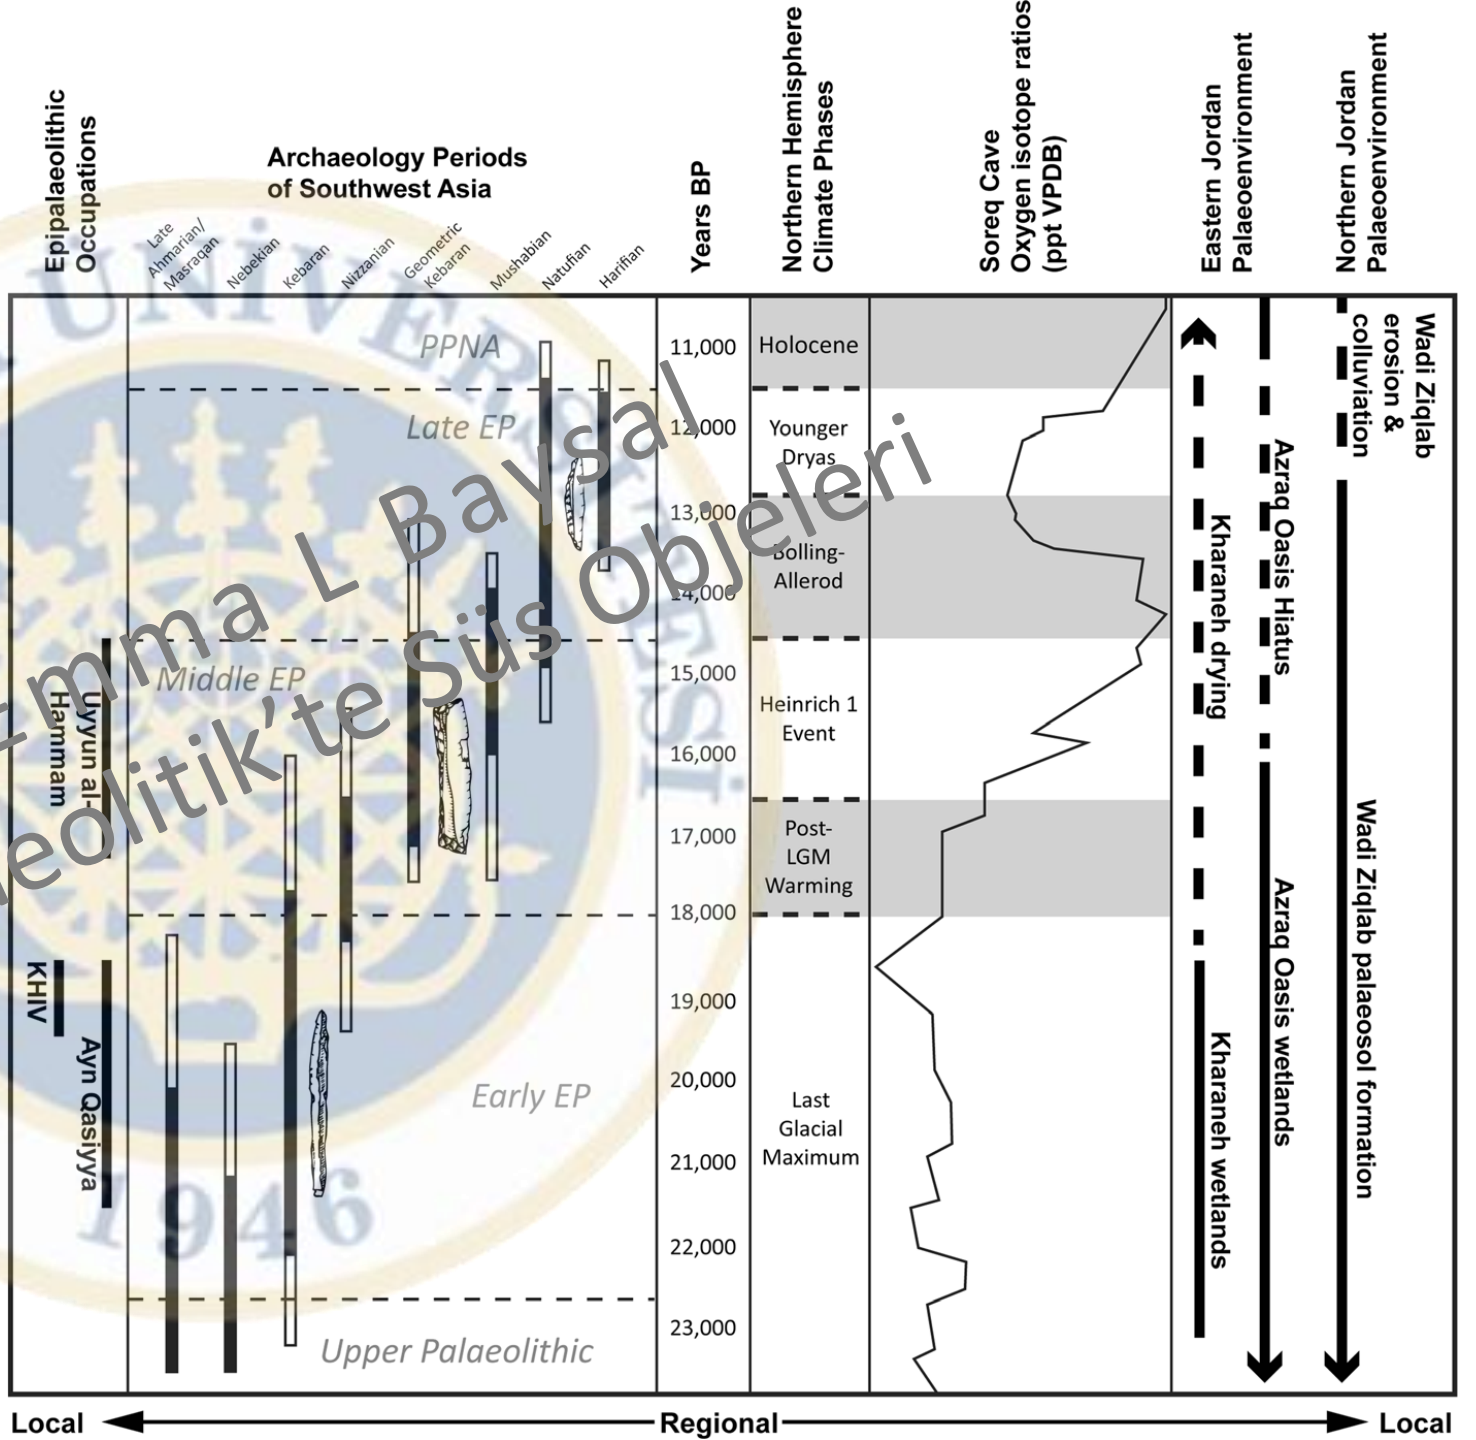 Epipalaeolithic
Occupations
Archaeology Periods
of Southwest Asia
Late
Ahmarian/
Masraqan
Nebekian
Kebaran
Nizzanian
Geometric
Kebaran
Mushabian
Natufian
Harifian
Years BP
Northern Hemisphere
Climate Phases
Soreq Cave
Oxygen isotope ratios
(ppt VPDB)
Eastern Jordan
Palaeoenvironment
Northern Jordan
Palaeoenvironment
Uyyun al-
Hammam
KHIV
Ayn Qasiyya
PPNA
Late EP
Middle EP
Early EP
Upper Palaeolithic
11,000
12,000
13,000
14,000
15,000
16,000
17,000
18,000
19,000
20,000
21,000
22,000
23,000
Holocene
Younger
Dryas
Bolling-
Allerod
Heinrich 1
Event
Post-
LGM
Warming
Last
Glacial
Maximum
Kharaneh drying
Kharaneh wetlands
Azraq Oasis Hiatus
Azraq Oasis wetlands
Wadi Ziqlab
erosion &
colluviation
Wadi Ziqlab palaeosol formation
Local
Regional
Local
Emma L Baysal
eolitik'te Süs Objeleri
ÜNİVERSİTESİ
1946